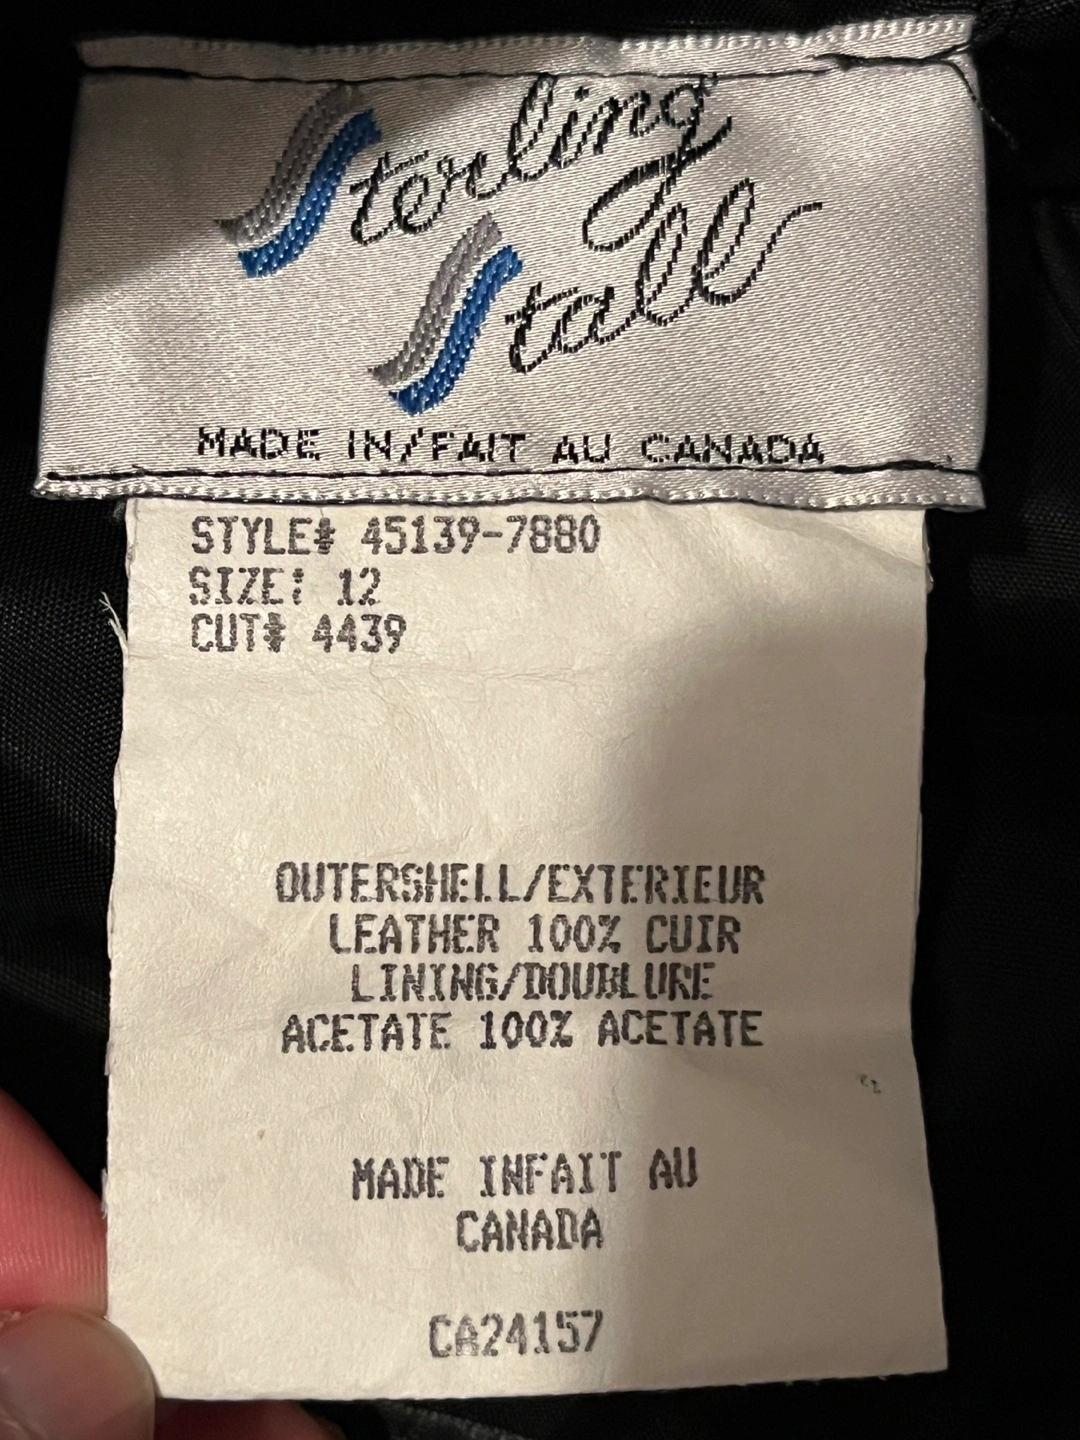 Sterling
Stall
MADE IN/FAIT AU CANADA
STYLE# 45139-7880
SIZE: 12
CUT# 4439
OUTERSHELL/EXTERIEUR
LEATHER 100% CUIR
LINING/DOUBLURE
ACETATE 100% ACETATE
MADE INFAIT AU
CANADA
CA24157